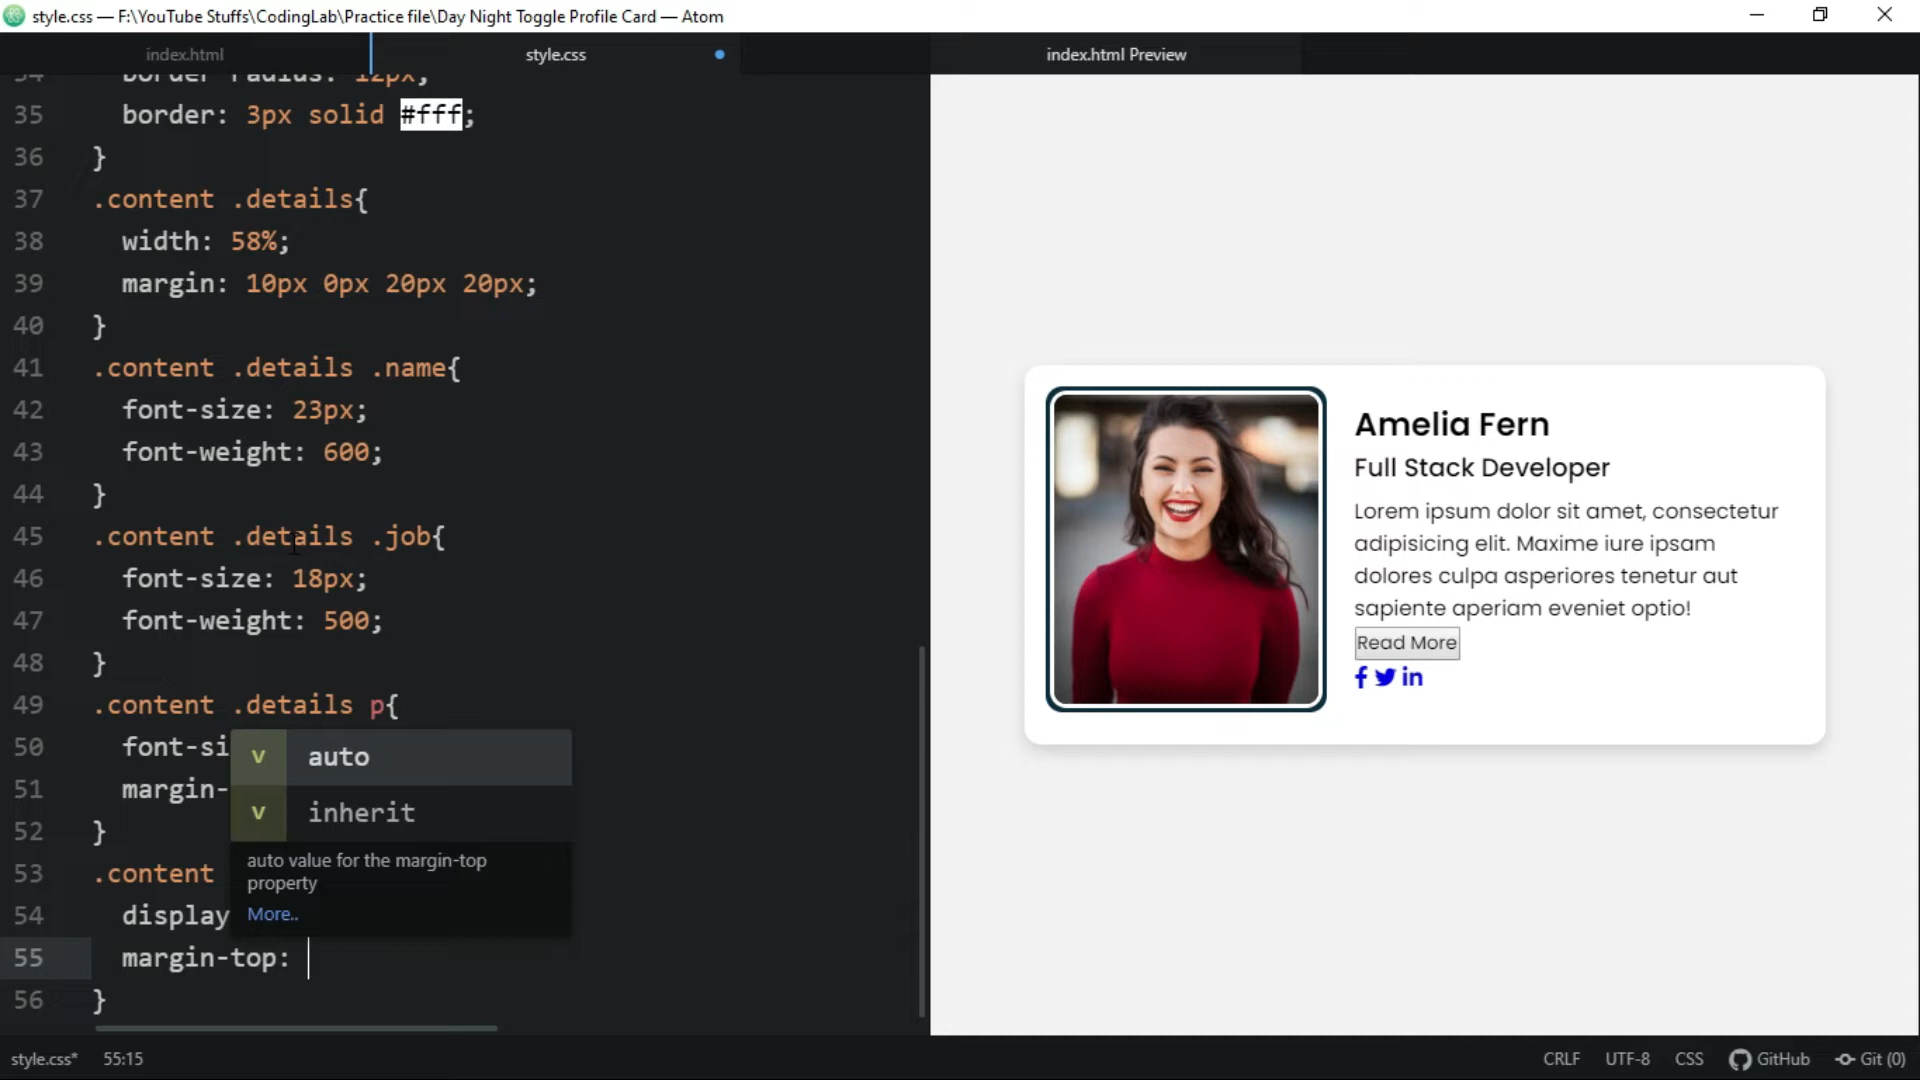 style.css — F:\YouTube Stuffs\CodingLab\Practice file\Day Night Toggle Profile Card — Atom
index.html
style.css
index.html Preview
34 border-radius: 12px;
35 border: 3px solid #fff;
36 }
37 .content .details{
38 width: 58%;
39 margin: 10px 0px 20px 20px;
40 }
41 .content .details .name{
42 font-size: 23px;
43 font-weight: 600;
44 }
45 .content .details .job{
46 font-size: 18px;
47 font-weight: 500;
48 }
49 .content .details p{
50 font-si
51 margin-
52 }
53 .content
54 display
55 margin-top:
56 }
v auto
v inherit
auto value for the margin-top
property
More..
Amelia Fern
Full Stack Developer
Lorem ipsum dolor sit amet, consectetur
adipisicing elit. Maxime iure ipsam
dolores culpa asperiores tenetur aut
sapiente aperiam eveniet optio!
Read More
style.css* 55:15
CRLF UTF-8 CSS GitHub Git (0)